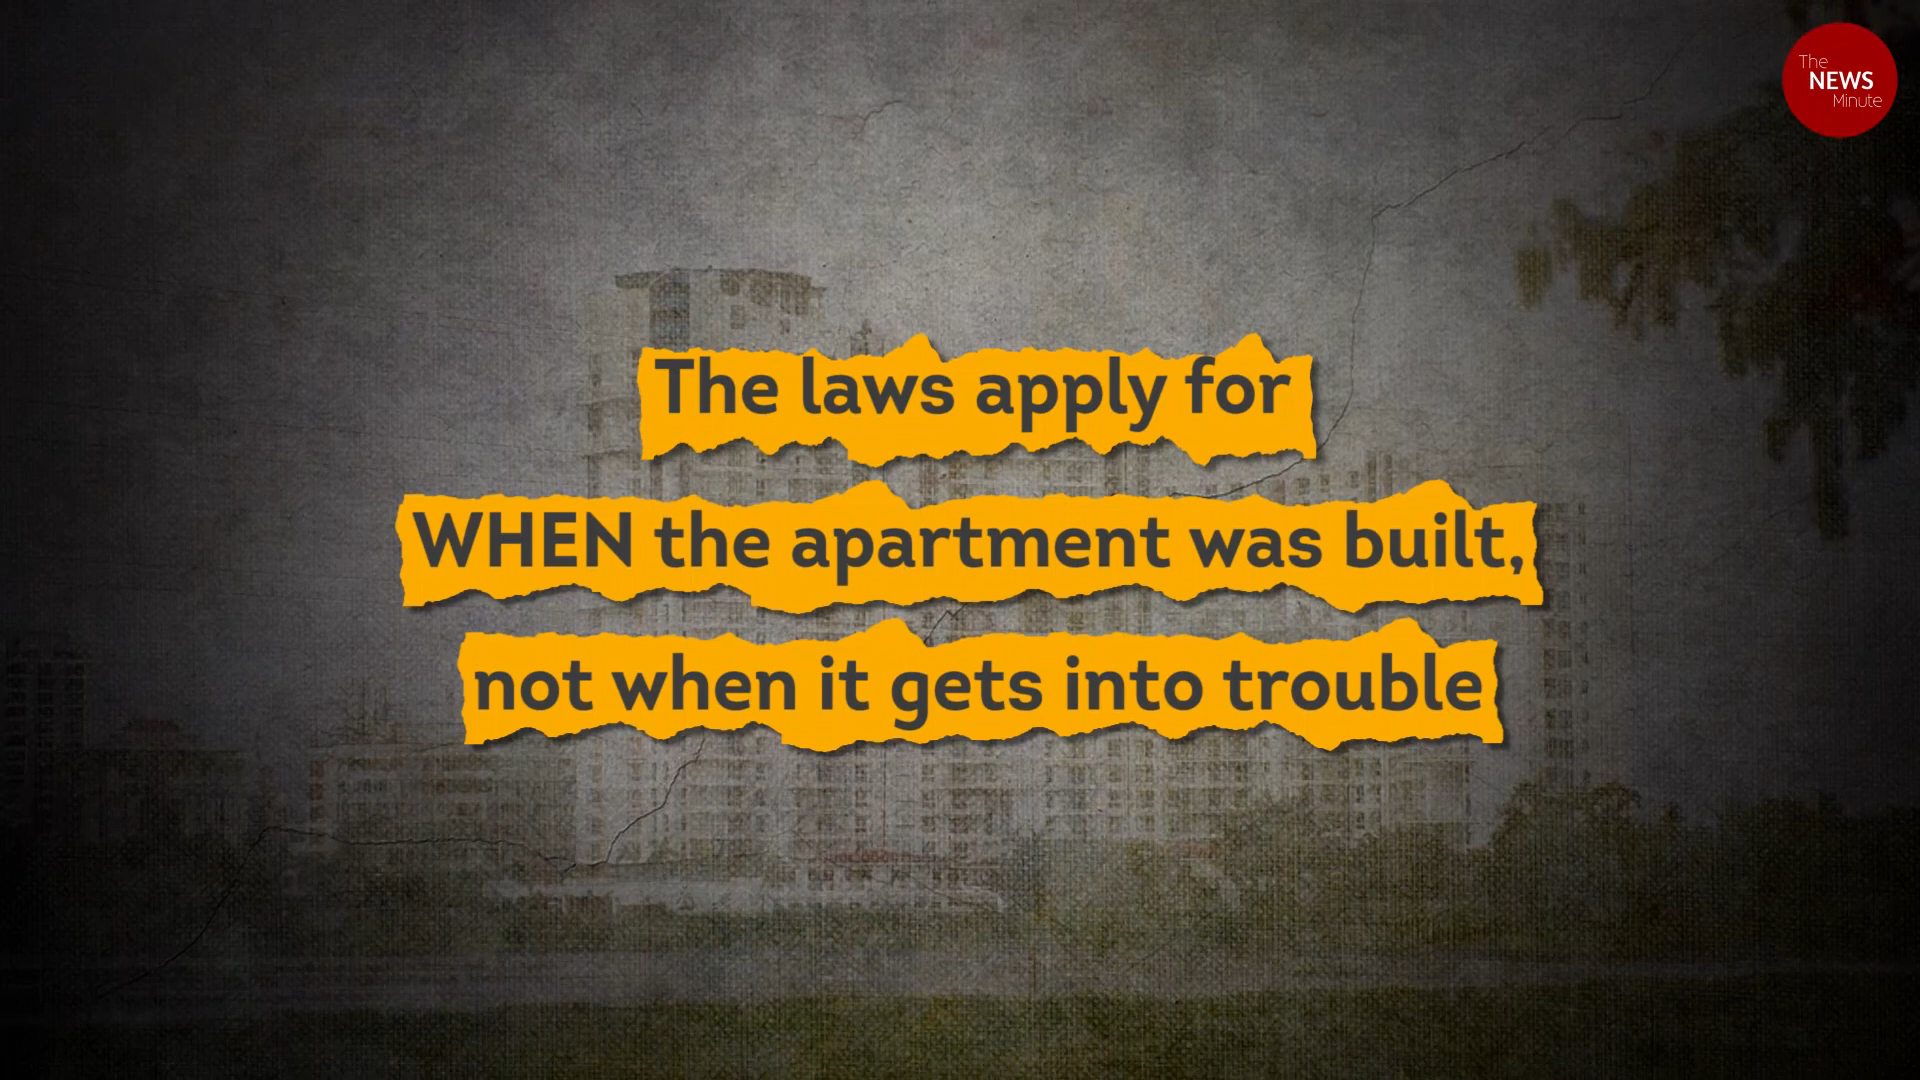 The
NEWS
Minute
The laws apply for
WHEN the apartment was built,
not when it gets into trouble